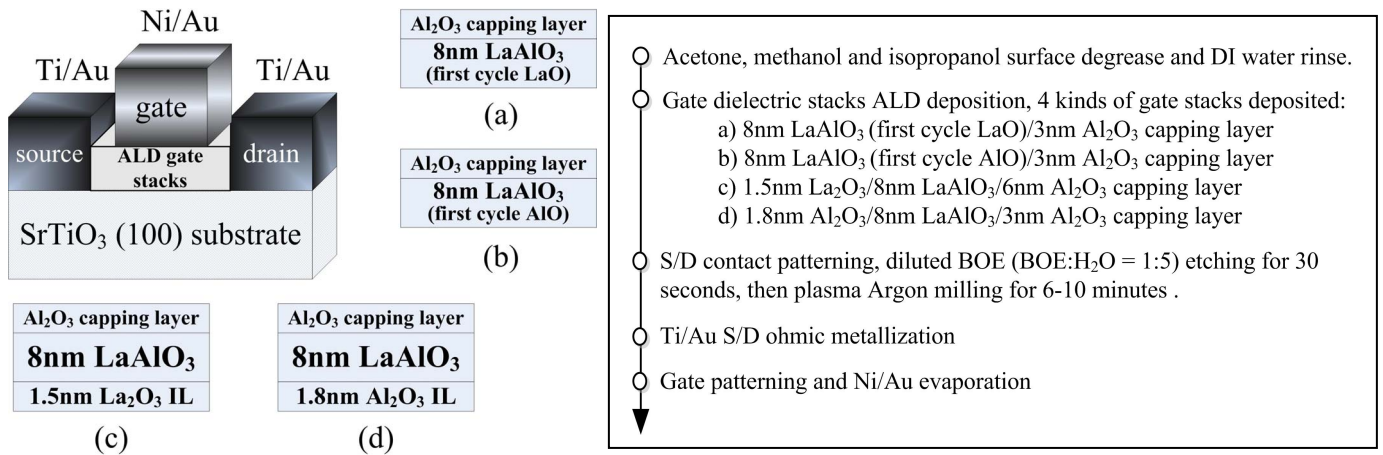 Ni/Au
Ti/Au
Ti/Au
gate
source
drain
ALD gate
stacks
SrTiO₃ (100) substrate
Al₂O₃ capping layer
8nm LaAlO₃
(first cycle LaO)
(a)
Al₂O₃ capping layer
8nm LaAlO₃
(first cycle AlO)
(b)
Al₂O₃ capping layer
8nm LaAlO₃
1.5nm La₂O₃ IL
(c)
Al₂O₃ capping layer
8nm LaAlO₃
1.8nm Al₂O₃ IL
(d)
Acetone, methanol and isopropanol surface degrease and DI water rinse.
Gate dielectric stacks ALD deposition, 4 kinds of gate stacks deposited:
a) 8nm LaAlO₃ (first cycle LaO)/3nm Al₂O₃ capping layer
b) 8nm LaAlO₃ (first cycle AlO)/3nm Al₂O₃ capping layer
c) 1.5nm La₂O₃/8nm LaAlO₃/6nm Al₂O₃ capping layer
d) 1.8nm Al₂O₃/8nm LaAlO₃/3nm Al₂O₃ capping layer
S/D contact patterning, diluted BOE (BOE:H₂O = 1:5) etching for 30
seconds, then plasma Argon milling for 6-10 minutes .
Ti/Au S/D ohmic metallization
Gate patterning and Ni/Au evaporation